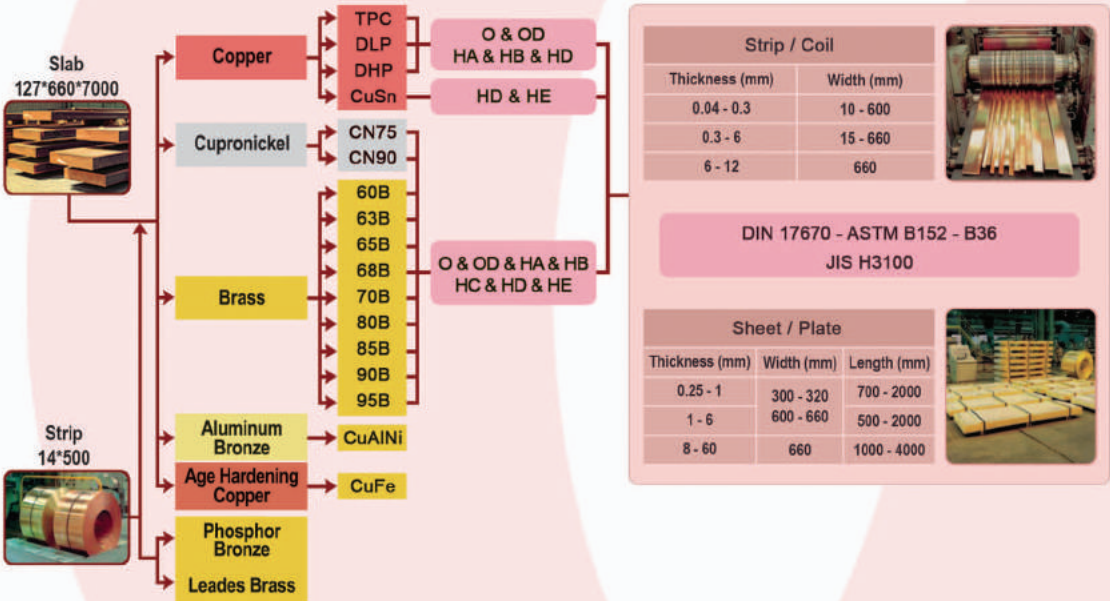 Slab
127*660*7000
Strip
14*500
Copper
Cupronickel
Brass
Aluminum
Bronze
Age Hardening
Copper
Phosphor
Bronze
Leades Brass
TPC
DLP
DHP
CuSn
CN75
CN90
60B
63B
65B
68B
70B
80B
85B
90B
95B
CuAlNi
CuFe
O & OD
HA & HB & HD
HD & HE
O & OD & HA & HB
HC & HD & HE
Strip / Coil
Thickness (mm) Width (mm)
0.04 - 0.3 10 - 600
0.3 - 6 15 - 660
6 - 12 660
DIN 17670 - ASTM B152 - B36
JIS H3100
Sheet / Plate
Thickness (mm) Width (mm) Length (mm)
0.25 - 1 300 - 320 700 - 2000
1 - 6 600 - 660 500 - 2000
8 - 60 660 1000 - 4000